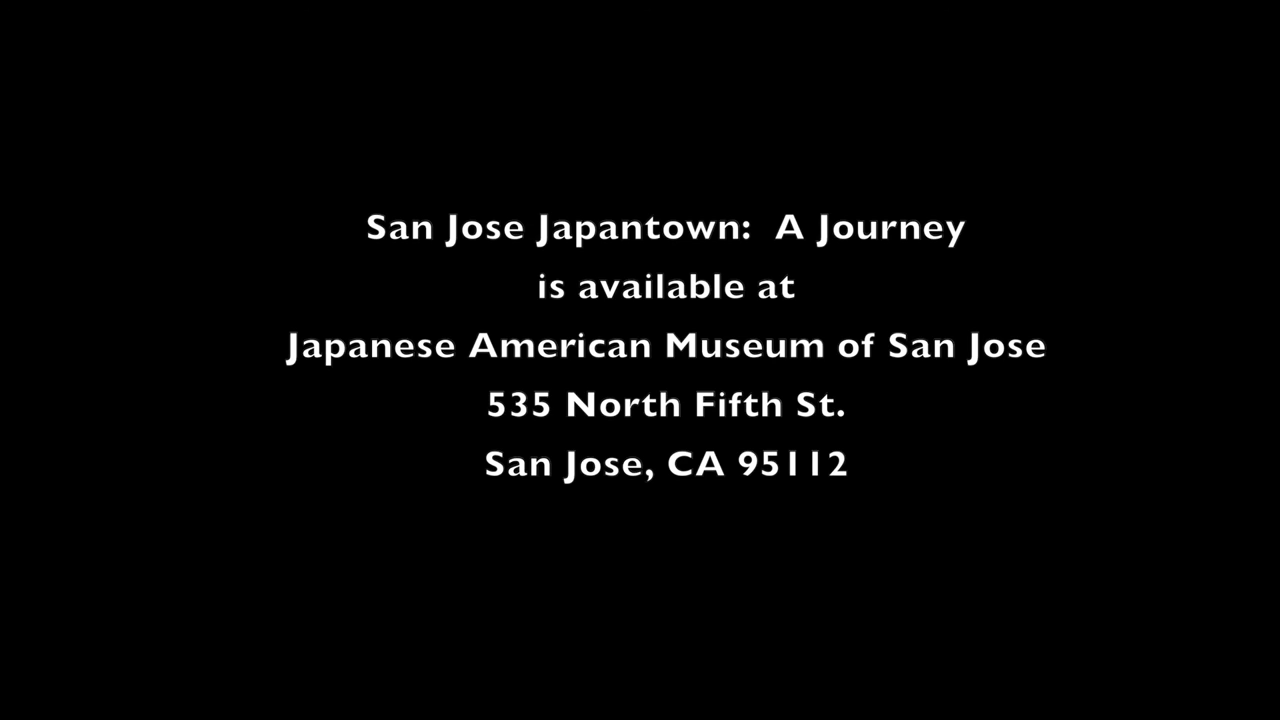 San Jose Japantown:  A Journey
is available at
Japanese American Museum of San Jose
535 North Fifth St.
San Jose, CA 95112